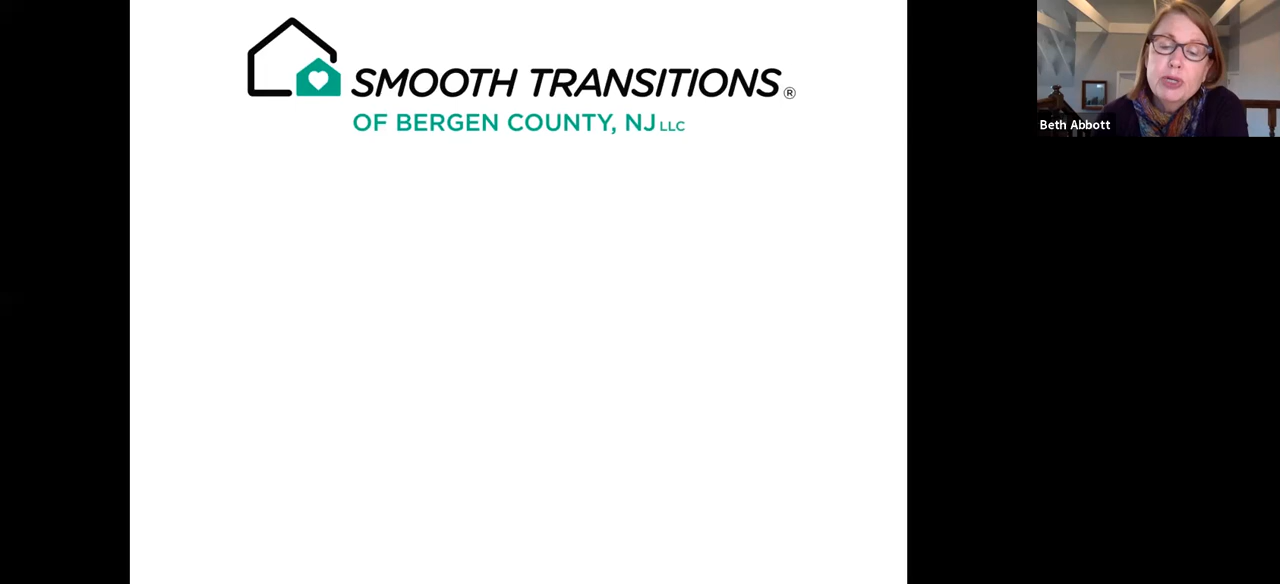 SMOOTH TRANSITIONS®
OF BERGEN COUNTY, NJ LLC
Beth Abbott